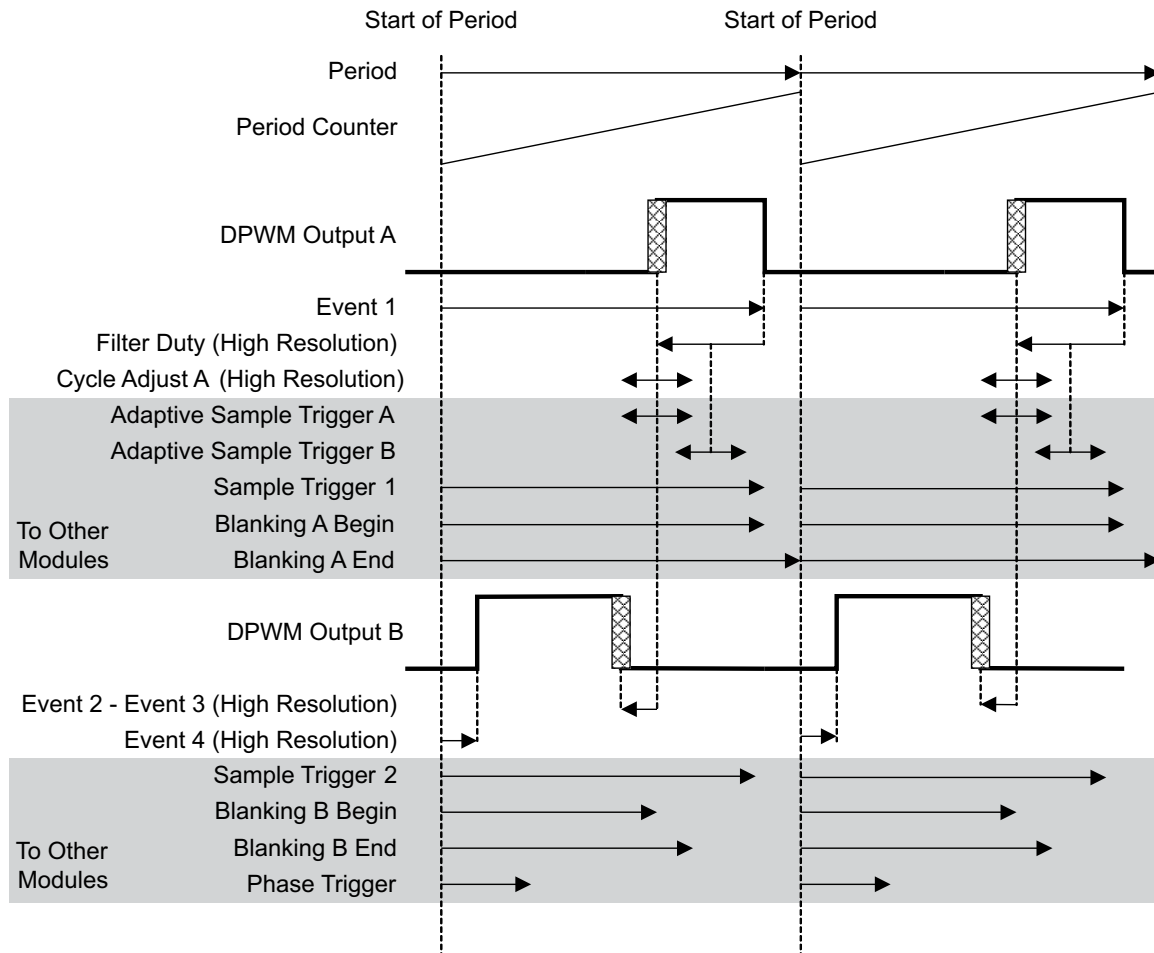 Start of Period
Start of Period
Period
Period Counter
DPWM Output A
Event 1
Filter Duty (High Resolution)
Cycle Adjust A (High Resolution)
Adaptive Sample Trigger A
Adaptive Sample Trigger B
Sample Trigger 1
Blanking A Begin
To Other
Modules
Blanking A End
DPWM Output B
Event 2 - Event 3 (High Resolution)
Event 4 (High Resolution)
Sample Trigger 2
Blanking B Begin
Blanking B End
To Other
Modules
Phase Trigger